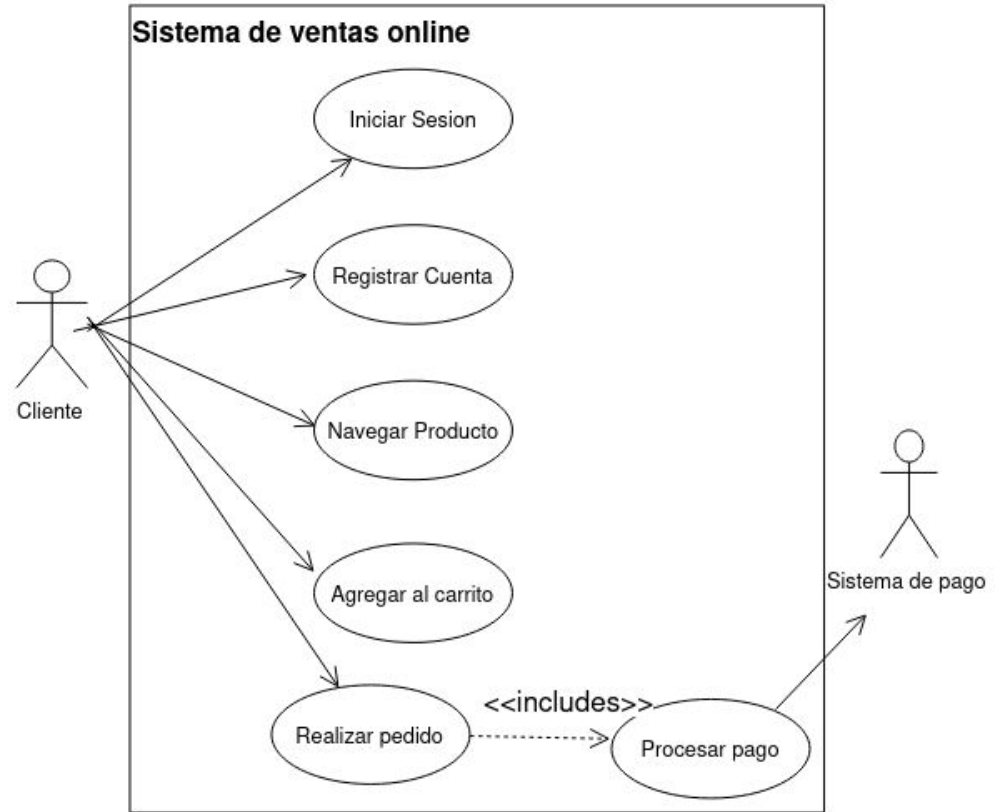 Sistema de ventas online
Iniciar Sesion
Registrar Cuenta
Cliente
Navegar Producto
Sistema de pago
Agregar al carrito
<<includes>>
Realizar pedido
Procesar pago